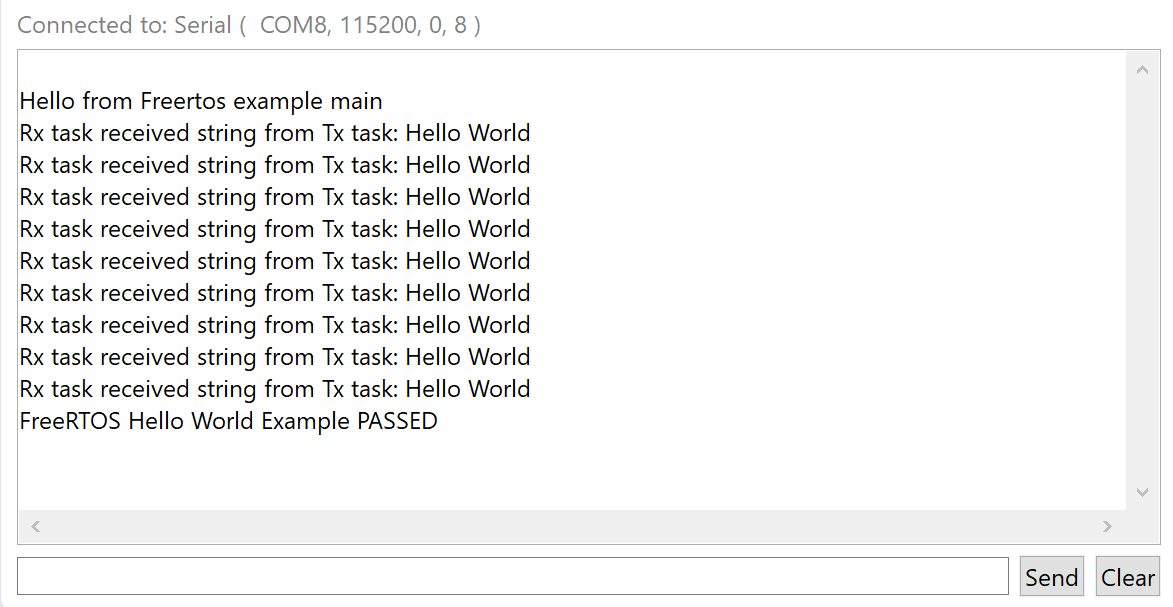 Connected to: Serial (  COM8, 115200, 0, 8 )
Hello from Freertos example main
Rx task received string from Tx task: Hello World
Rx task received string from Tx task: Hello World
Rx task received string from Tx task: Hello World
Rx task received string from Tx task: Hello World
Rx task received string from Tx task: Hello World
Rx task received string from Tx task: Hello World
Rx task received string from Tx task: Hello World
Rx task received string from Tx task: Hello World
Rx task received string from Tx task: Hello World
FreeRTOS Hello World Example PASSED
Send Clear